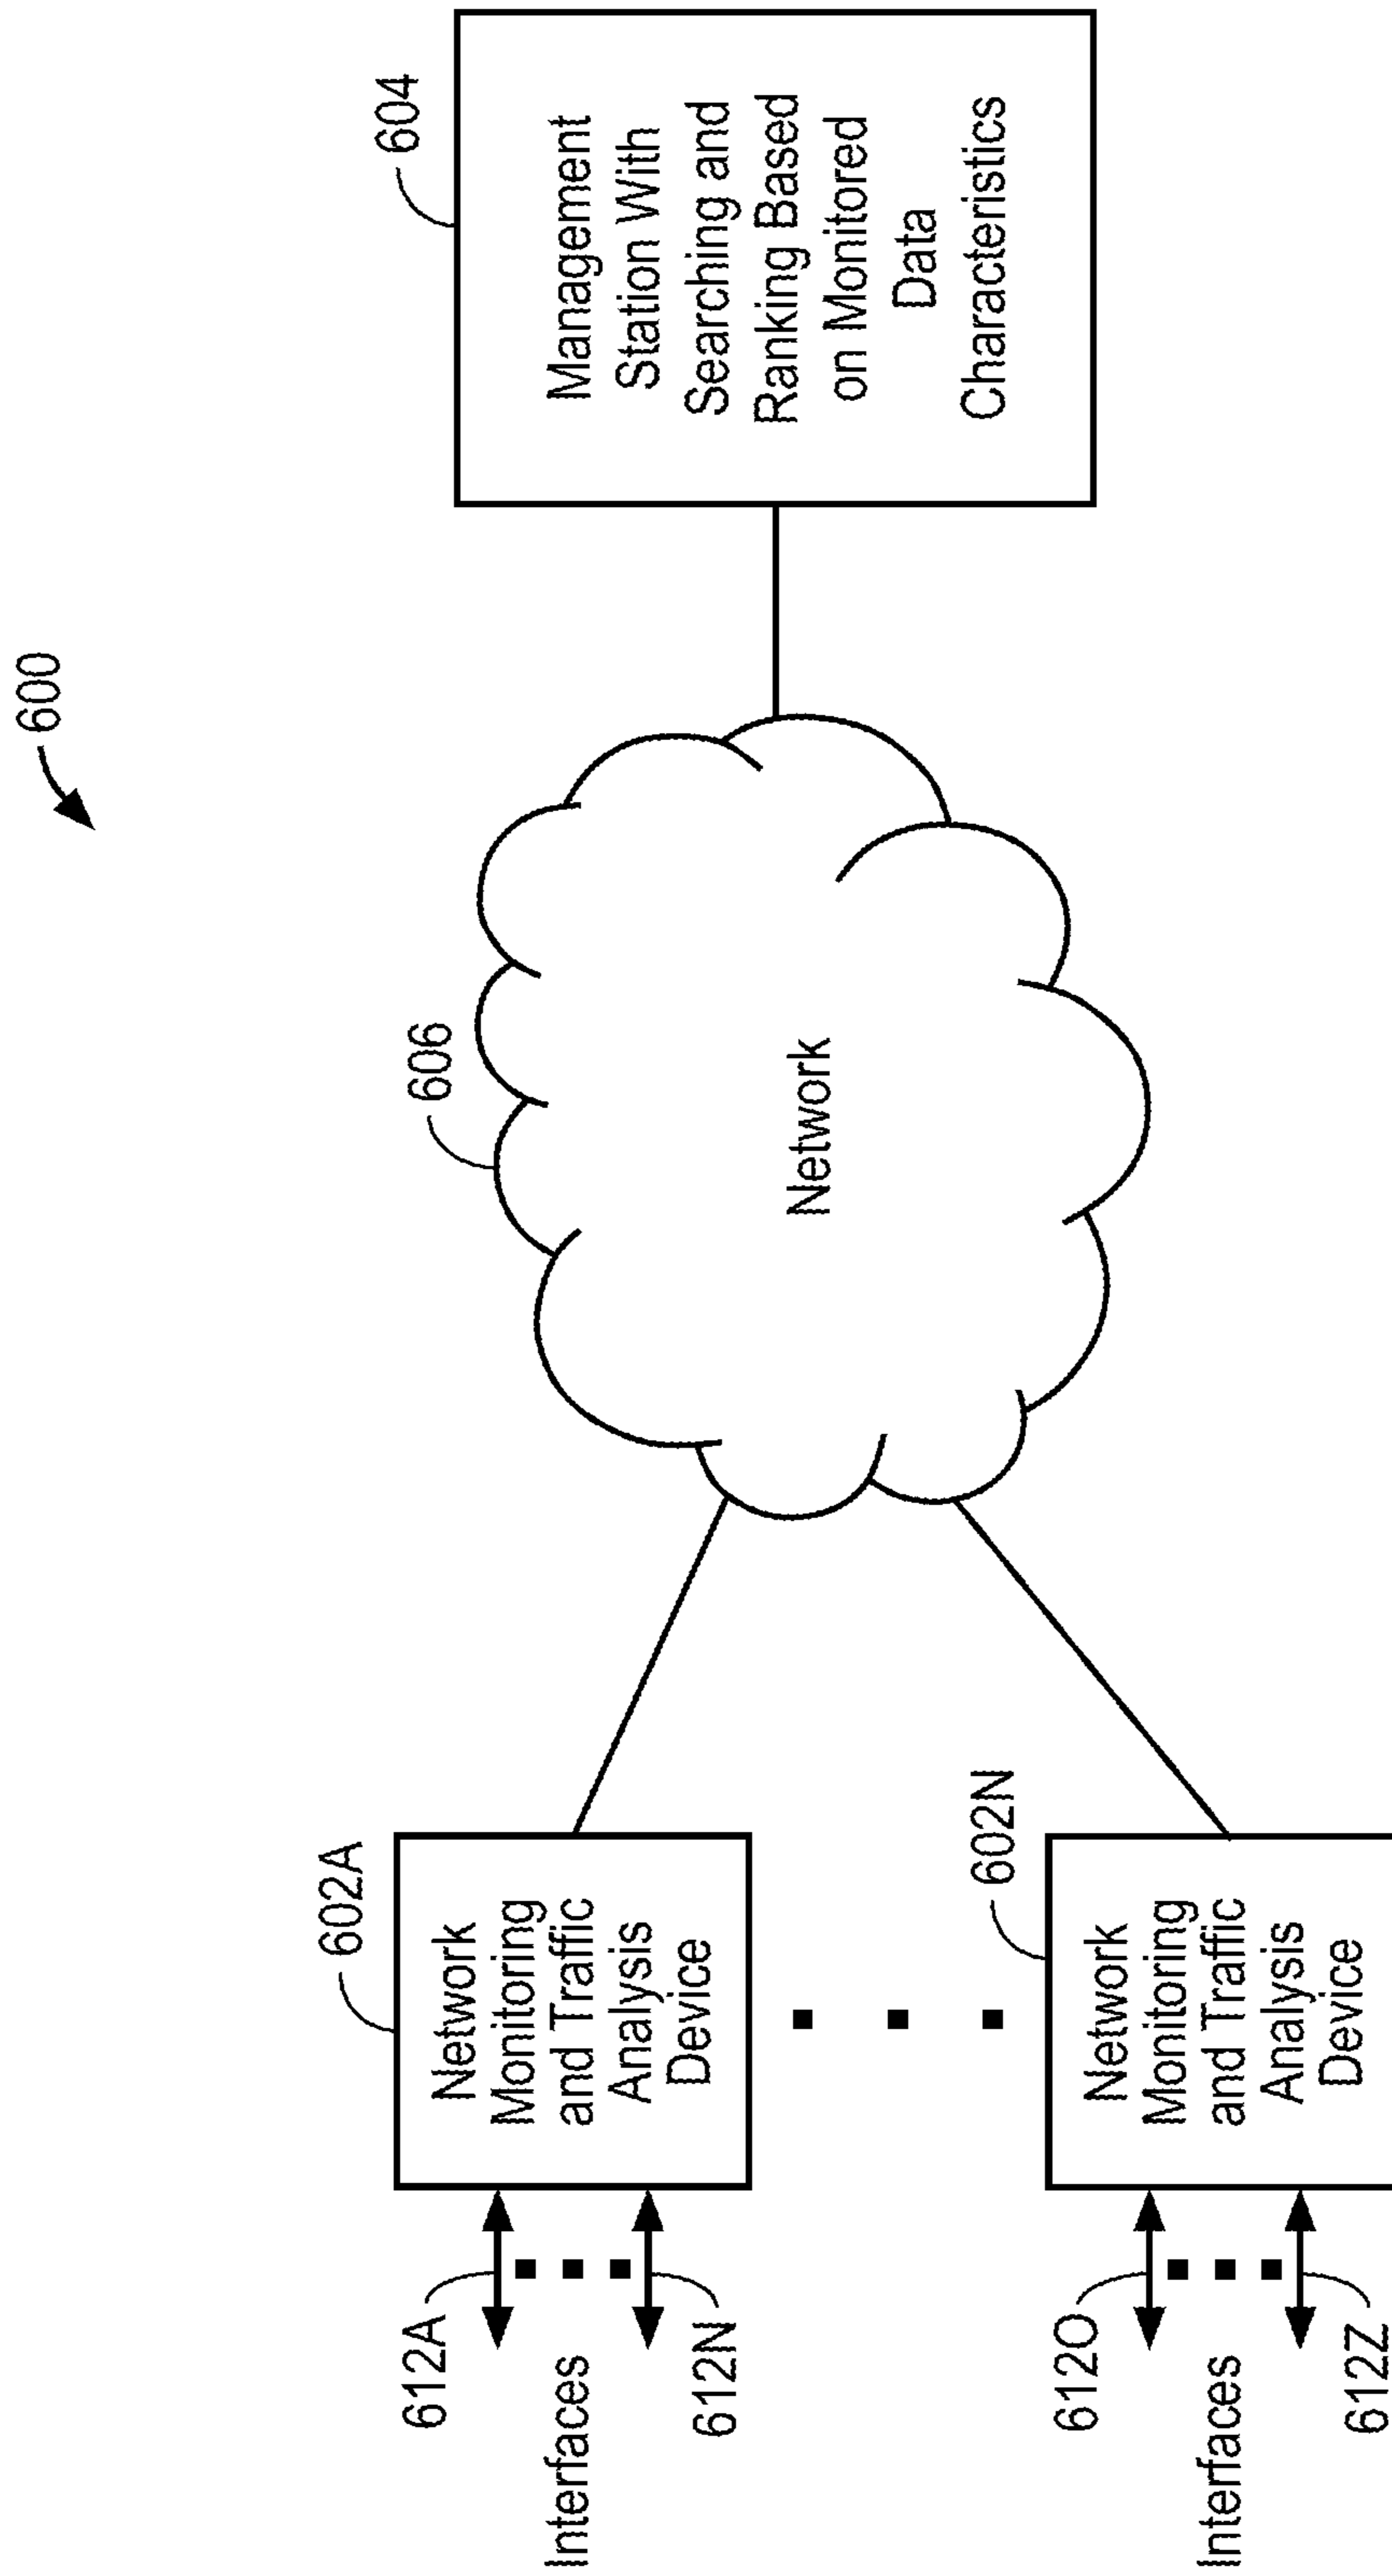 600
604
Management
Station With
Searching and
Ranking Based
on Monitored
Data
Characteristics
606
Network
602A
Network
Monitoring
and Traffic
Analysis
Device
602N
Network
Monitoring
and Traffic
Analysis
Device
612A
Interfaces
612N
612O
Interfaces
612Z